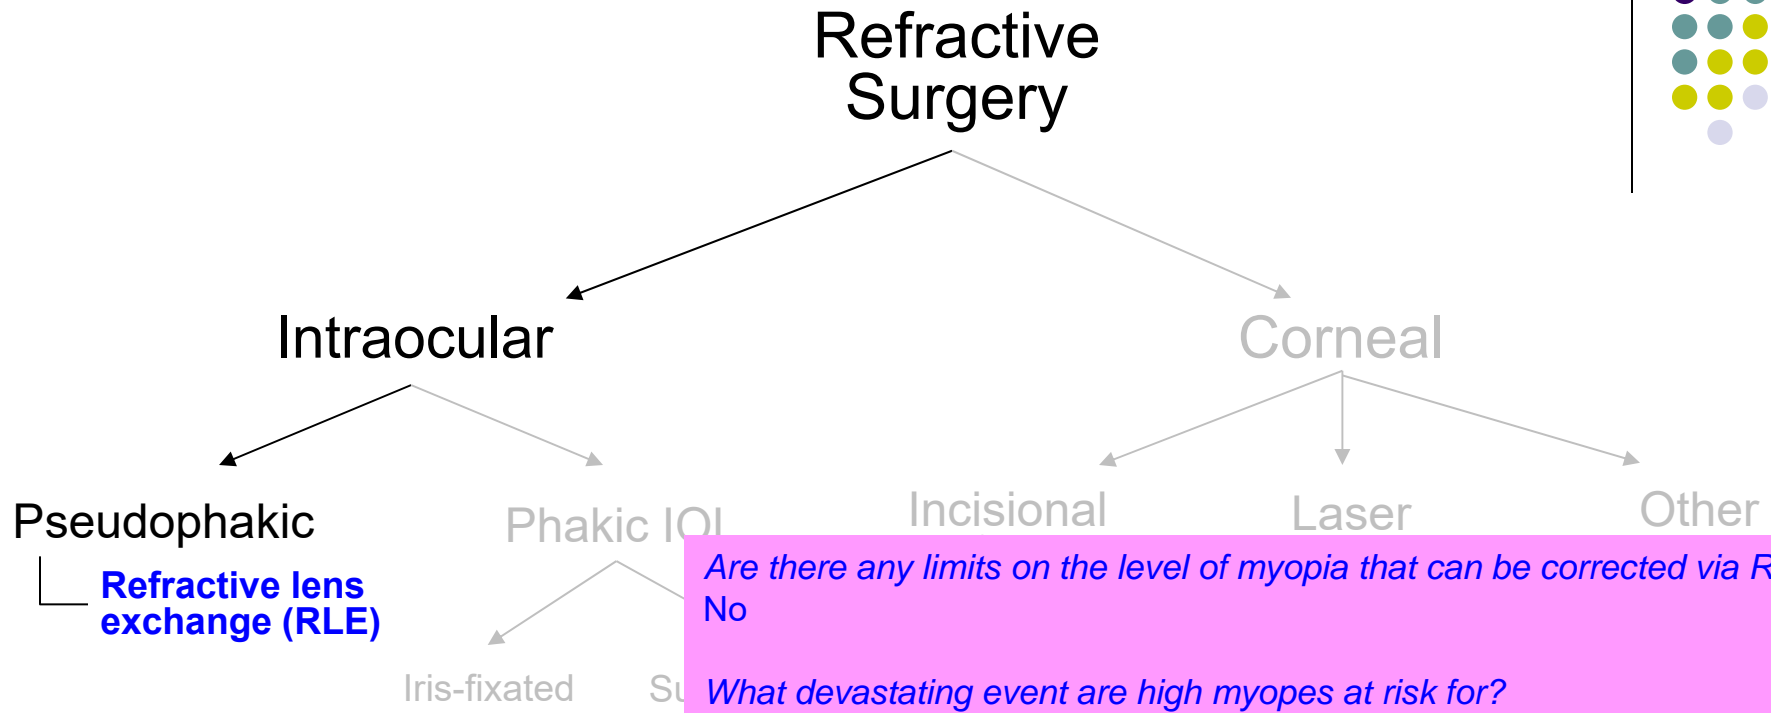 Refractive
Surgery
Intraocular
Corneal
Pseudophakic
Phakic
Incisional
Laser
Other
Refractive lens
exchange (RLE)
Iris-fixated
Are there any limits on the level of myopia that can be corrected via
No
What devastating event are high myopes at risk for?